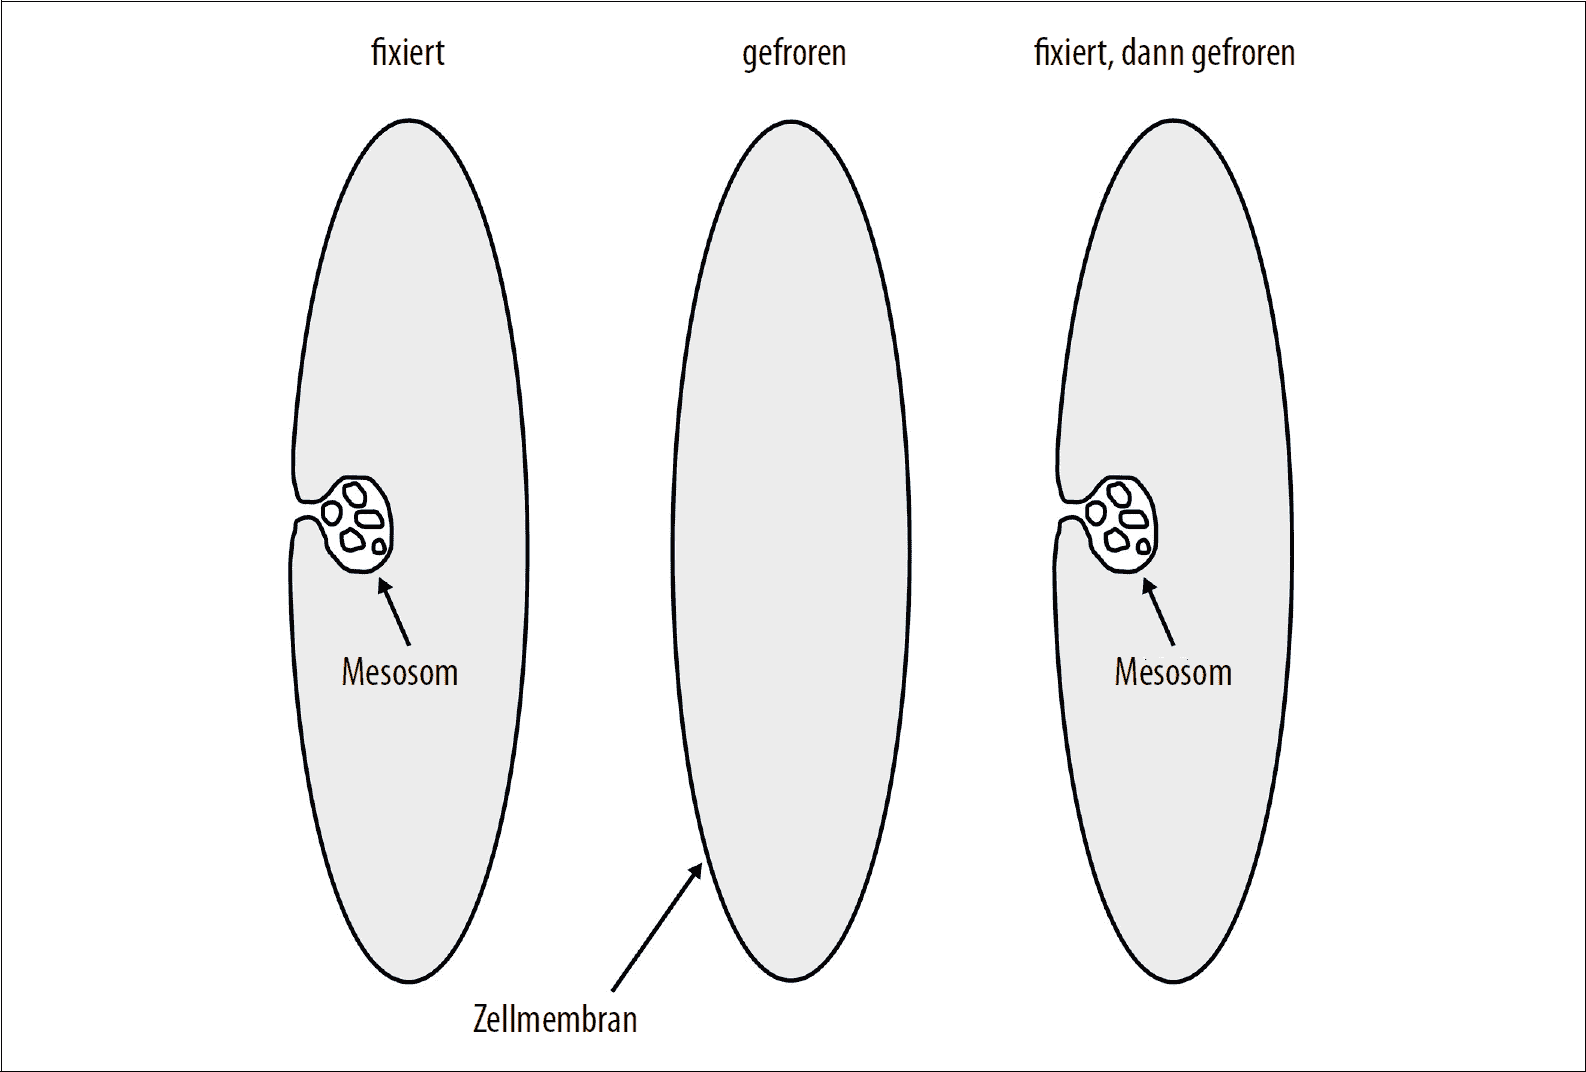 fixiert
gefroren
fixiert, dann gefroren
Mesosom
Mesosom
Zellmembran